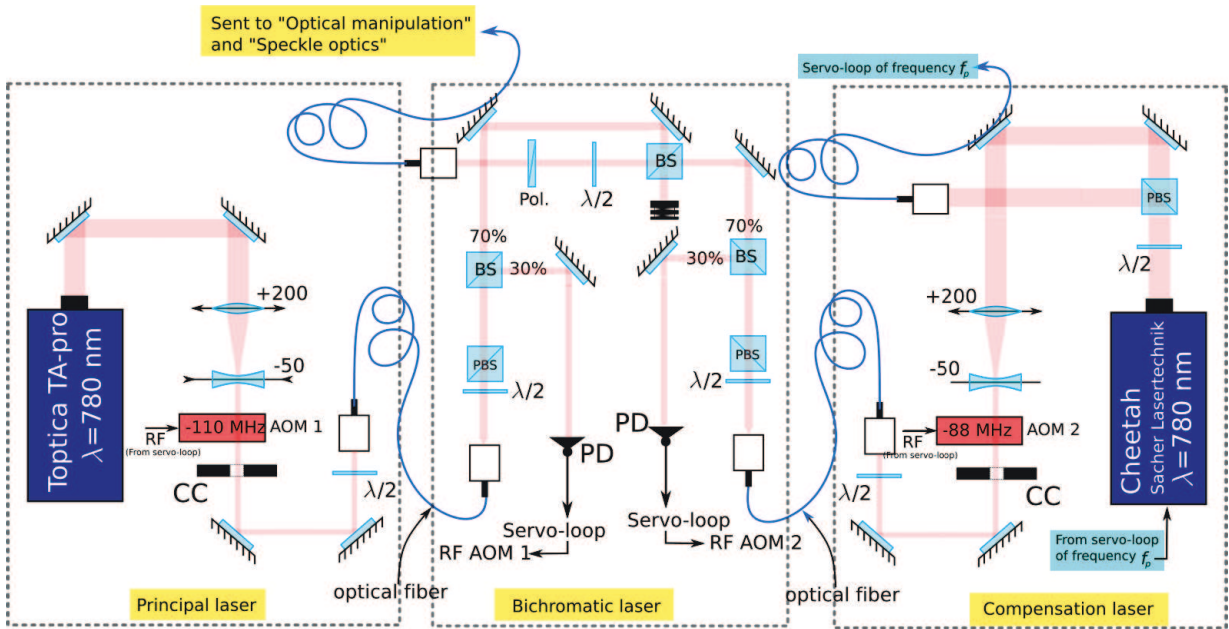 Sent to "Optical manipulation"
and "Speckle optics"
Servo-loop of frequency fp
Toptica TA-pro
λ=780 nm
+200
-50
-110 MHz
AOM 1
RF
(From servo-loop)
CC
λ/2
Principal laser
optical fiber
Pol.
λ/2
BS
70%
BS
30%
PBS
λ/2
PD
Servo-loop
RF AOM 1
70%
30%
BS
PBS
λ/2
PD
Servo-loop
RF AOM 2
Bichromatic laser
optical fiber
PBS
λ/2
+200
-50
-88 MHz
AOM 2
RF
(From servo-loop)
CC
λ/2
Cheetah
Sacher Lasertechnik
λ=780 nm
From servo-loop
of frequency fp
Compensation laser